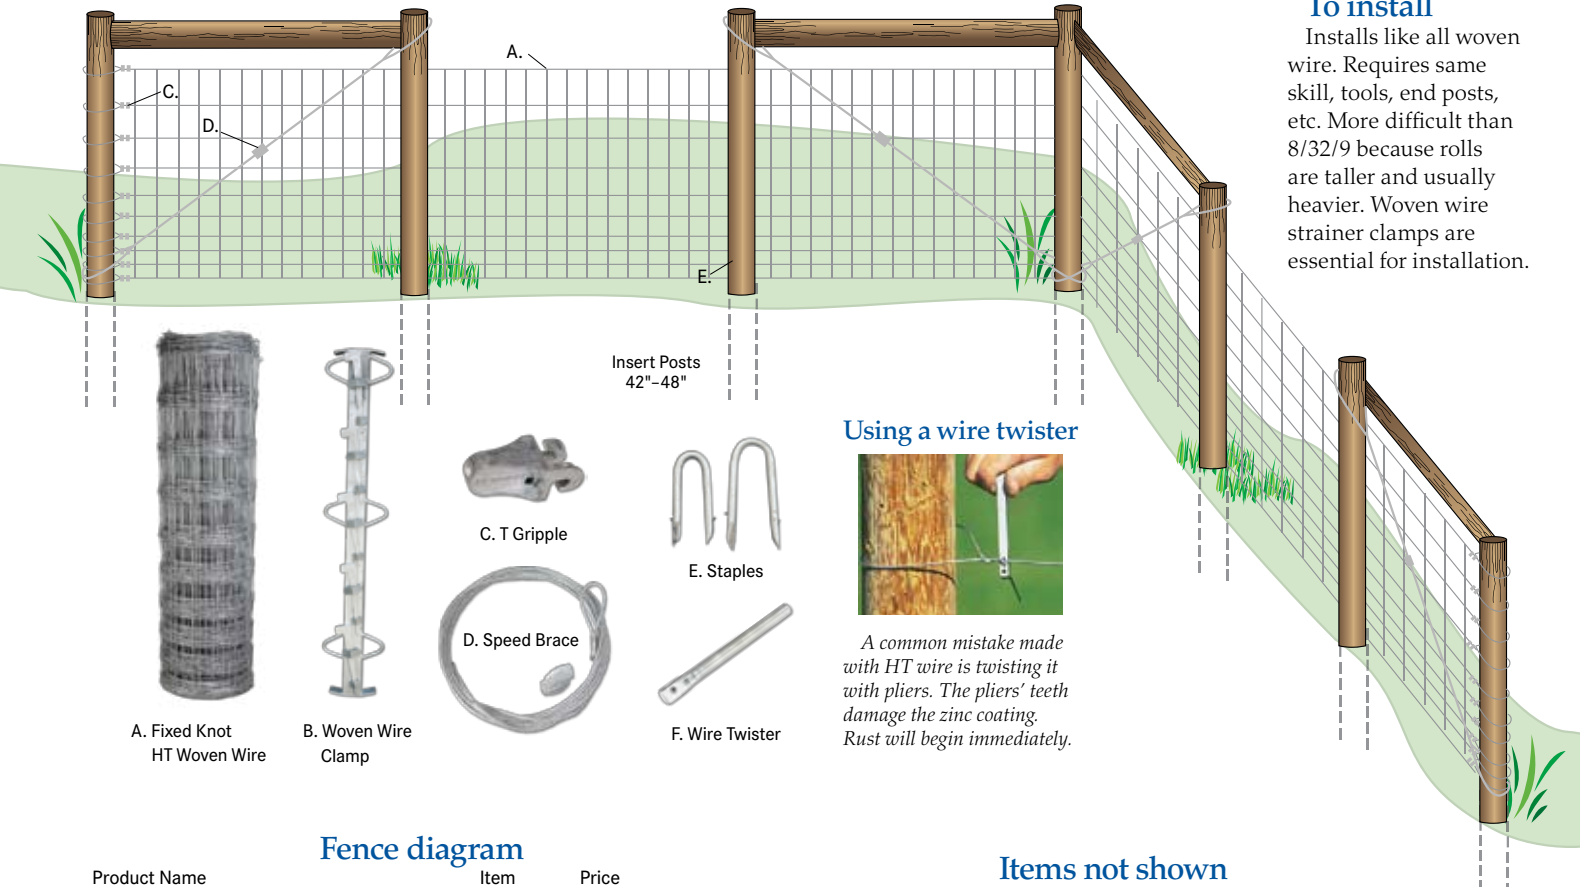 To install
Installs like all woven
wire. Requires same
skill, tools, end posts,
etc. More difficult than
8/32/9 because rolls
are taller and usually
heavier. Woven wire
strainer clamps are
essential for installation.
A.
C.
D.
E.
Insert Posts
42"–48"
A. Fixed Knot
HT Woven Wire
B. Woven Wire
Clamp
C. T Gripple
D. Speed Brace
E. Staples
F. Wire Twister
Using a wire twister
A common mistake made
with HT wire is twisting it
with pliers. The pliers’ teeth
damage the zinc coating.
Rust will begin immediately.
Fence diagram
Product Name Item Price
Items not shown